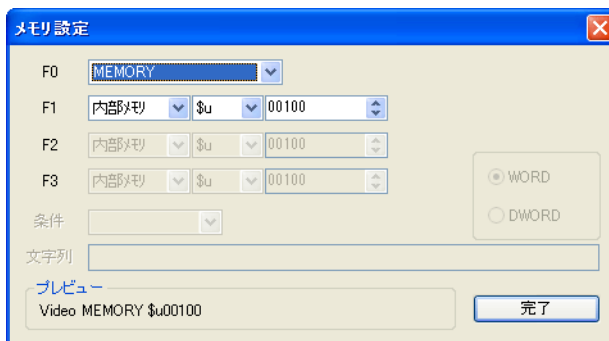 メモリ設定
F0 MEMORY
F1 内部メモリ $u 00100
F2 内部メモリ $u 00100
F3 内部メモリ $u 00100
WORD
条件
DWORD
文字列
プレビュー
Video MEMORY $u00100
完了